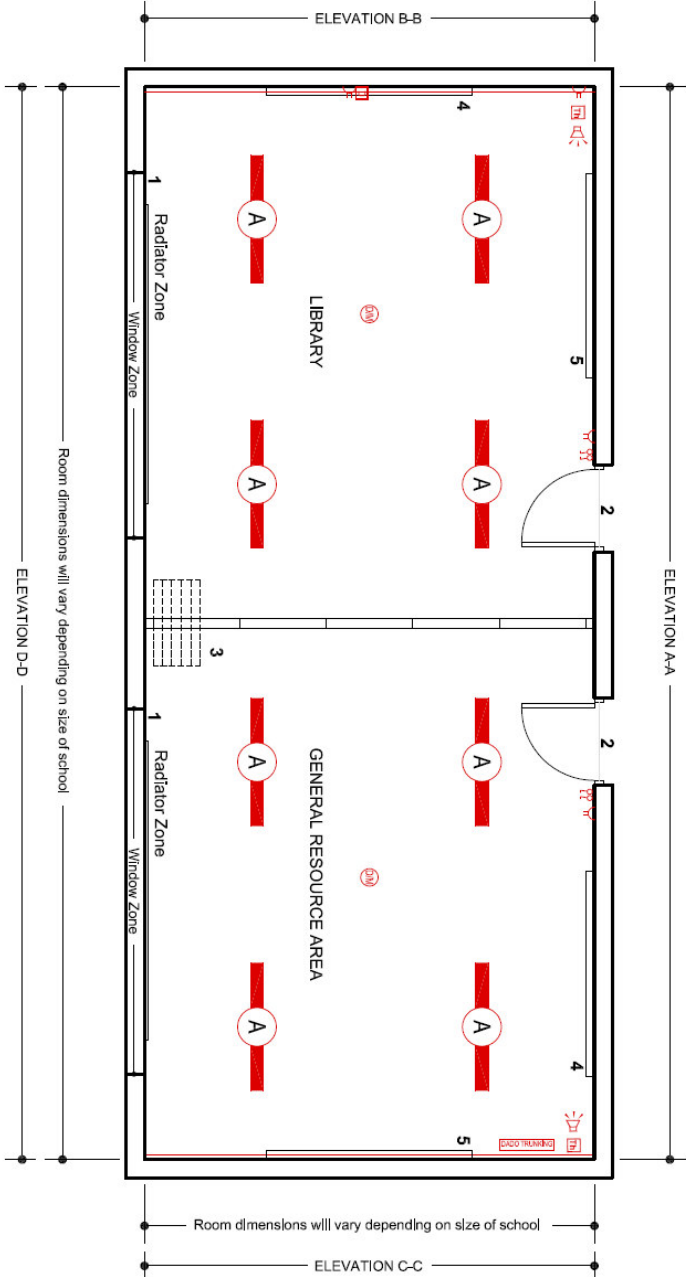 ELEVATION B-B
4
TN
1
A
A
Radiator Zone
LIBRARY
D/M
Window Zone
5
A
A
2
ELEVATION A-A
ELEVATION D-D
Room dimensions will vary depending on size of school
3
2
1
A
A
Radiator Zone
GENERAL RESOURCE AREA
D/M
Window Zone
A
A
4
5
DADO TRUNKING
Room dimensions will vary depending on size of school
ELEVATION C-C